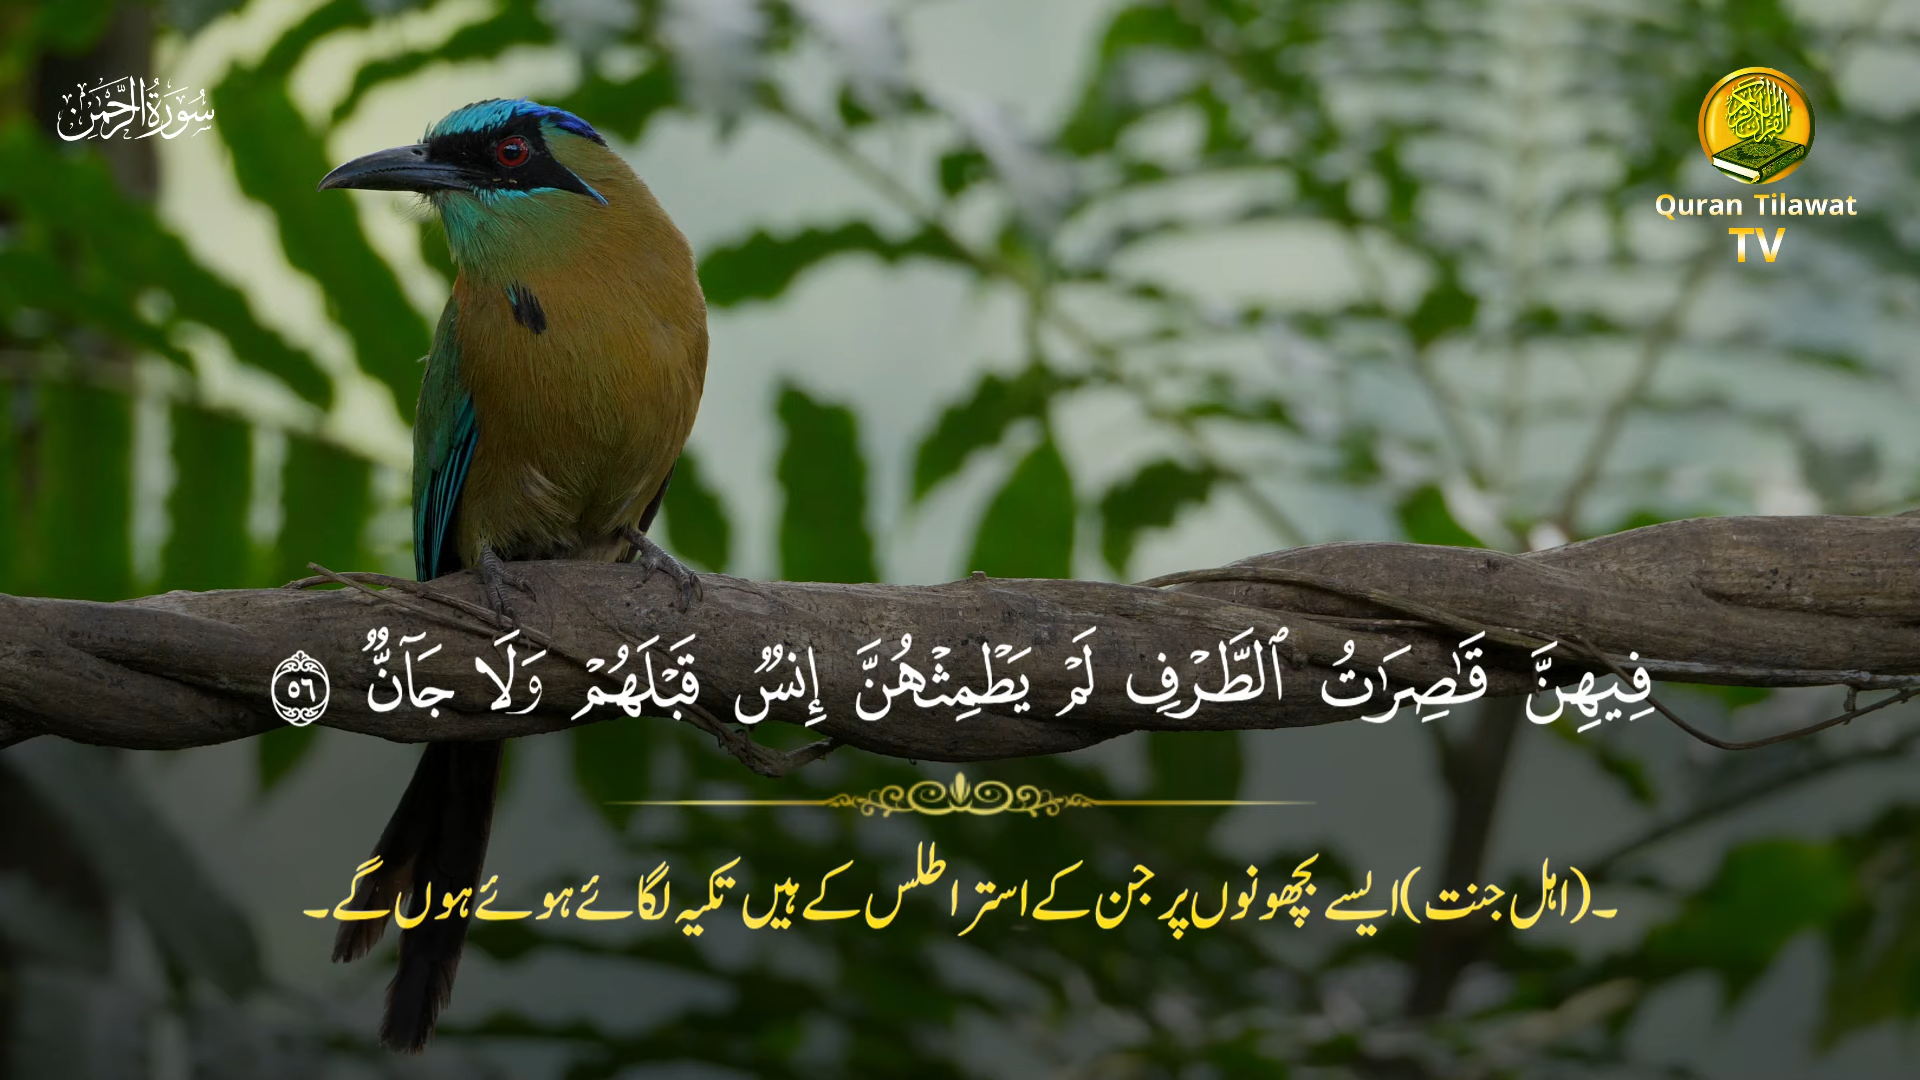 سُورَةُ الرَّحْمٰن
Quran Tilawat
TV
فِيهِنَّ قَٰصِرَٰتُ ٱلطَّرْفِ لَمْ يَطْمِثْهُنَّ إِنسٌ قَبْلَهُمْ وَلَا جَآنٌّ ٥٦
۔(اہل جنت)ایسے بچھونوں پر جن کے استر اطلس کے ہیں تکیہ لگائے ہوئے ہوں گے۔